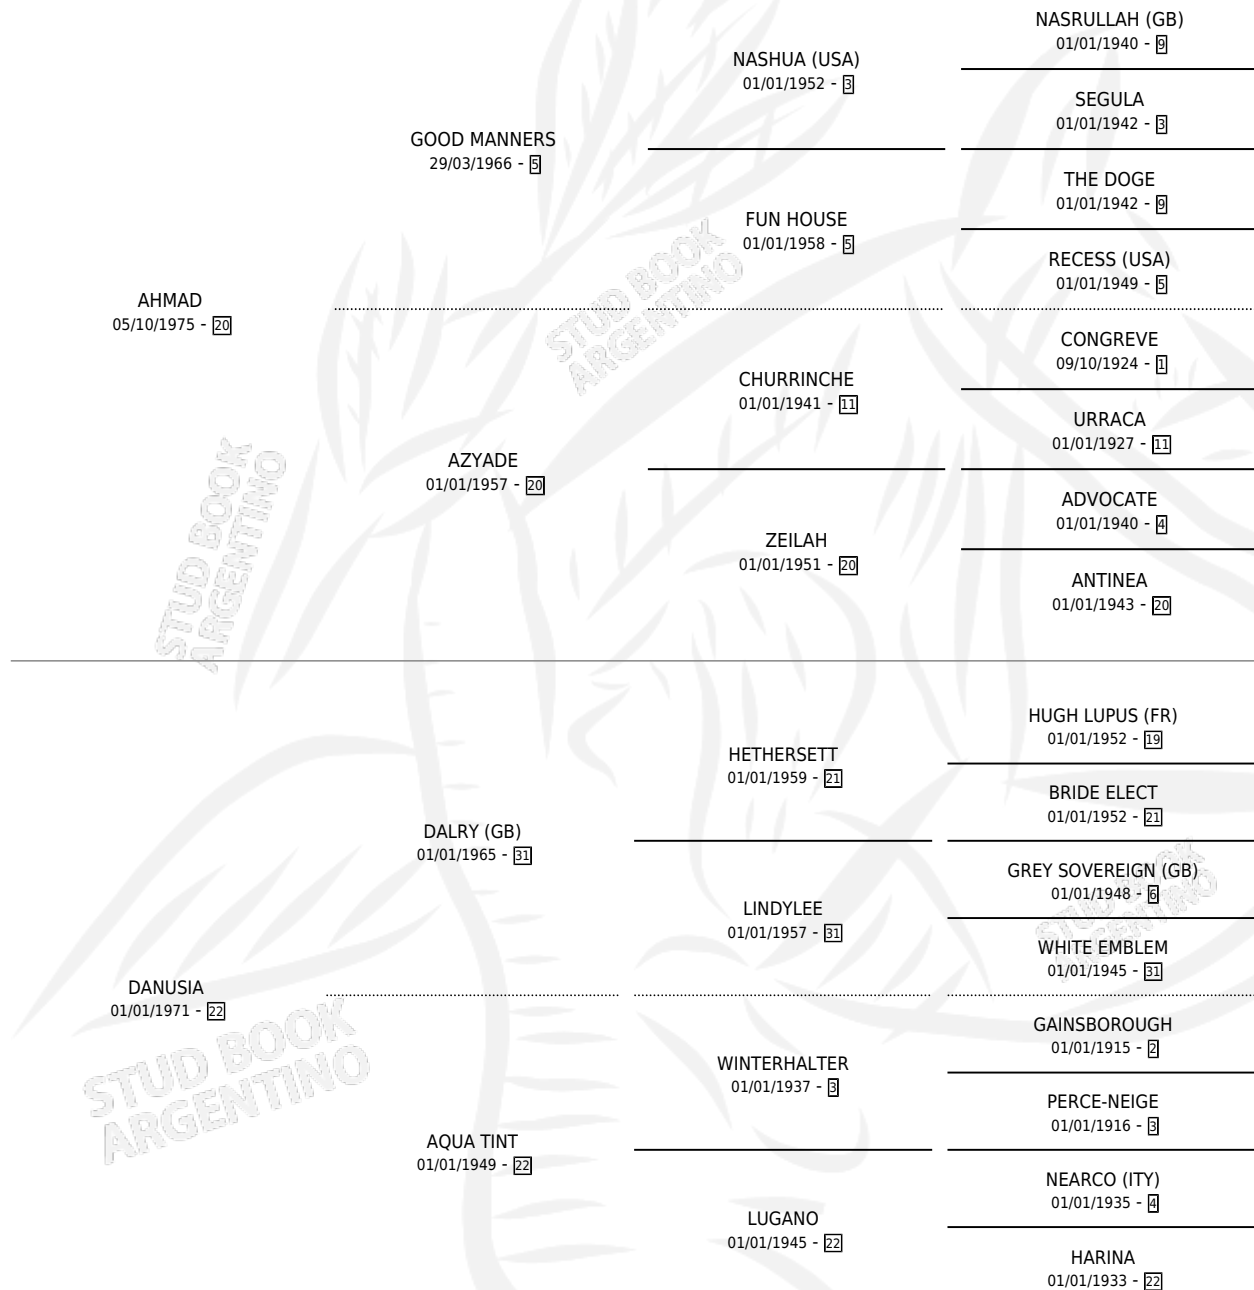 AHMAD
05/10/1975 - 20
GOOD MANNERS
29/03/1966 - 5
NASHUA (USA)
01/01/1952 - 3
NASRULLAH (GB)
01/01/1940 - 9
SEGULA
01/01/1942 - 3
FUN HOUSE
01/01/1958 - 5
THE DOGE
01/01/1942 - 9
RECESS (USA)
01/01/1949 - 5
AZYADE
01/01/1957 - 20
CHURRINCHE
01/01/1941 - 11
CONGREVE
09/10/1924 - 1
URRACA
01/01/1927 - 11
ZEILAH
01/01/1951 - 20
ADVOCATE
01/01/1940 - 4
ANTINEA
01/01/1943 - 20
DANUSIA
01/01/1971 - 22
DALRY (GB)
01/01/1965 - 31
HETHERSETT
01/01/1959 - 21
HUGH LUPUS (FR)
01/01/1952 - 19
BRIDE ELECT
01/01/1952 - 21
LINDYLEE
01/01/1957 - 31
GREY SOVEREIGN (GB)
01/01/1948 - 6
WHITE EMBLEM
01/01/1945 - 31
AQUA TINT
01/01/1949 - 22
WINTERHALTER
01/01/1937 - 3
GAINSBOROUGH
01/01/1915 - 2
PERCE-NEIGE
01/01/1916 - 3
LUGANO
01/01/1945 - 22
NEARCO (ITY)
01/01/1935 - 4
HARINA
01/01/1933 - 22
STUD BOOK
ARGENTINO
STUD BOOK
ARGENTINO
STUD BOOK
ARGENTINO
STUD BOOK
ARGENTINO